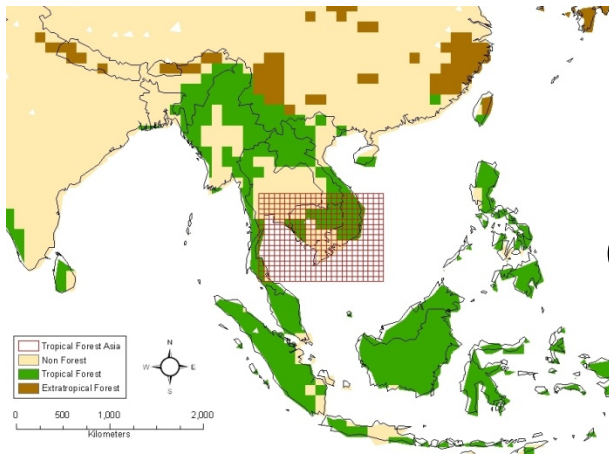 Tropical Forest Asia
Non Forest
Tropical Forest
Extratropical Forest
N
W E
S
0 500 1,000 2,000
Kilometers